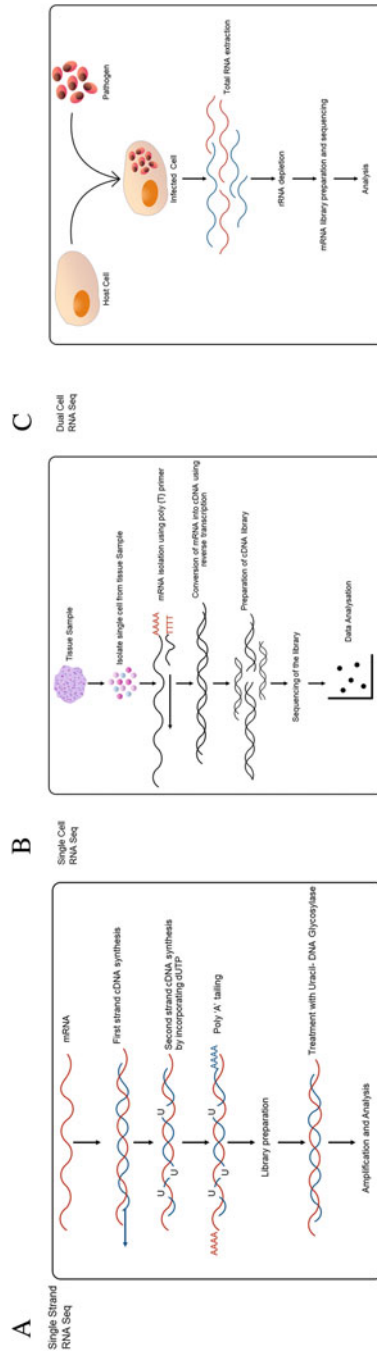 A
Single Strand
RNA Seq
mRNA
First strand cDNA synthesis
Second strand cDNA synthesis
by incorporating dUTP
U
U
U
U
Poly 'A' tailing
AAAA
U
U
U
AAAA
Library preparation
Treatment with Uracil- DNA Glycosylase
Amplification and Analysis
B
Single Cell
RNA Seq
Tissue Sample
Isolate single cell from tissue Sample
mRNA isolation using poly (T) primer
AAAA
TTTT
Conversion of mRNA into cDNA using
reverse transcription
Preparation of cDNA library
Sequencing of the library
Data Analysation
C
Dual Cell
RNA Seq
Host Cell
Pathogen
Infected Cell
Total RNA extraction
rRNA depletion
mRNA library preparation and sequencing
Analysis